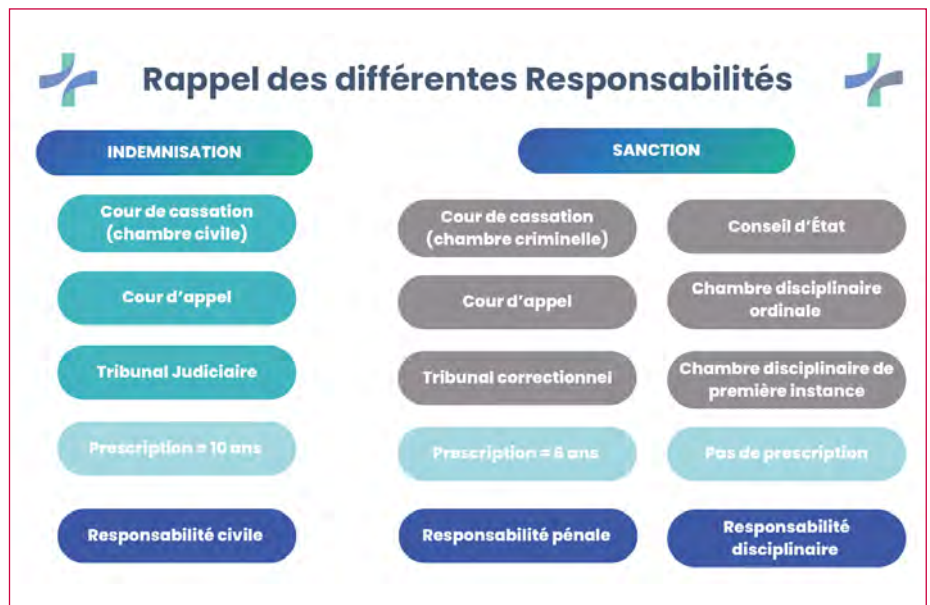 Rappel des différentes Responsabilités
INDEMNISATION
SANCTION
Cour de cassation
(chambre civile)
Cour de cassation
(chambre criminelle)
Conseil d'État
Cour d'appel
Cour d'appel
Chambre disciplinaire
ordinale
Tribunal Judiciaire
Tribunal correctionnel
Chambre disciplinaire de
première instance
Prescription = 10 ans
Prescription = 6 ans
Pas de prescription
Responsabilité civile
Responsabilité pénale
Responsabilité
disciplinaire